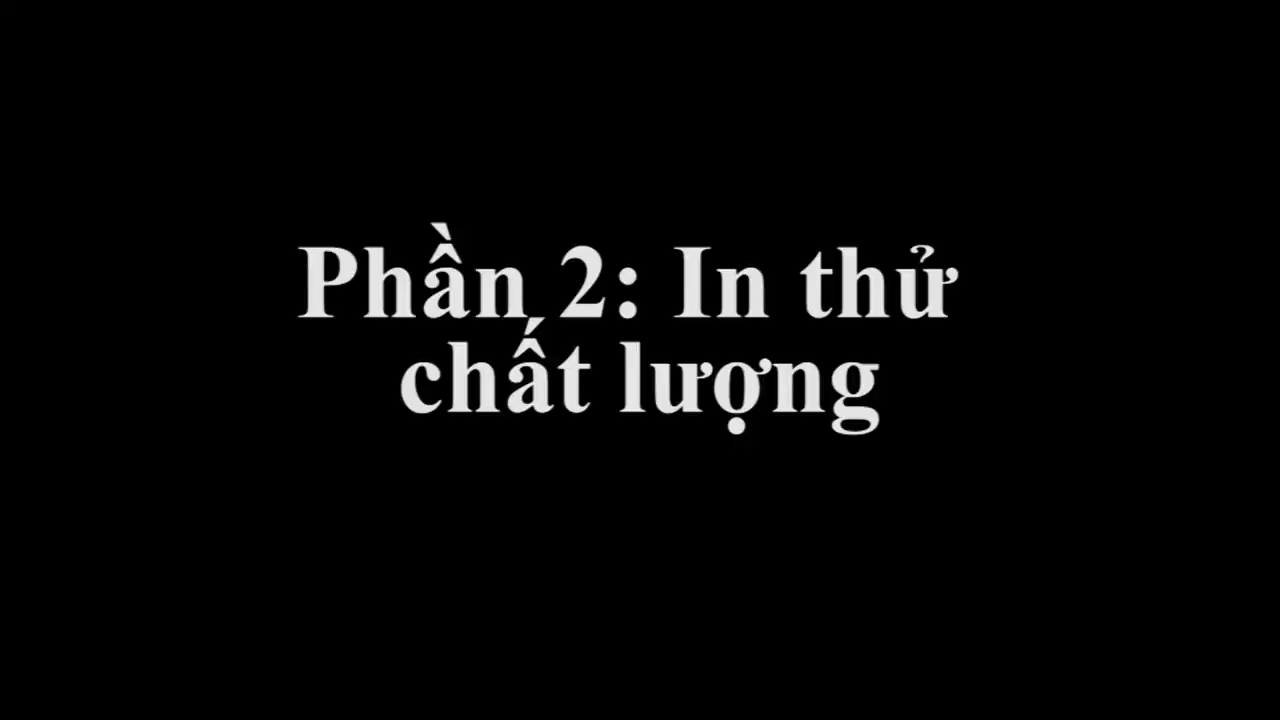 Phần 2: In thử
chất lượng